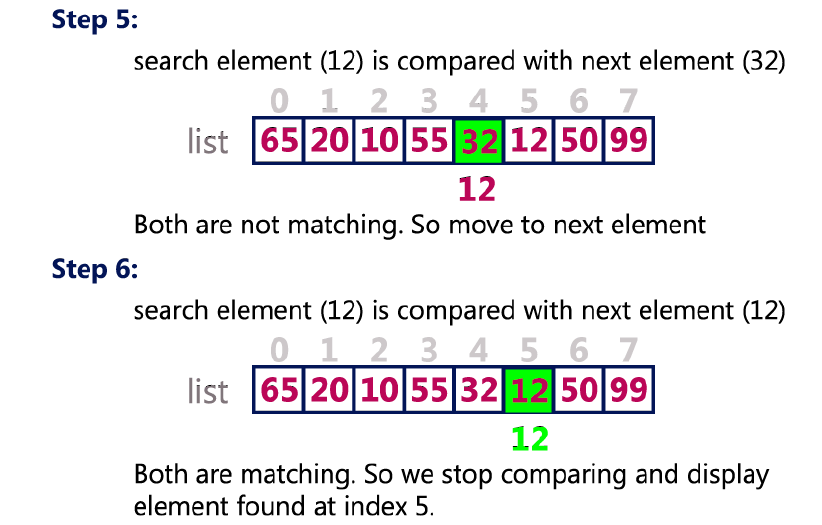 Step 5:
search element (12) is compared with next element (32)
0 1 2 3 4 5 6 7
list 65 20 10 55 32 12 50 99
12
Both are not matching. So move to next element
Step 6:
search element (12) is compared with next element (12)
0 1 2 3 4 5 6 7
list 65 20 10 55 32 12 50 99
12
Both are matching. So we stop comparing and display
element found at index 5.